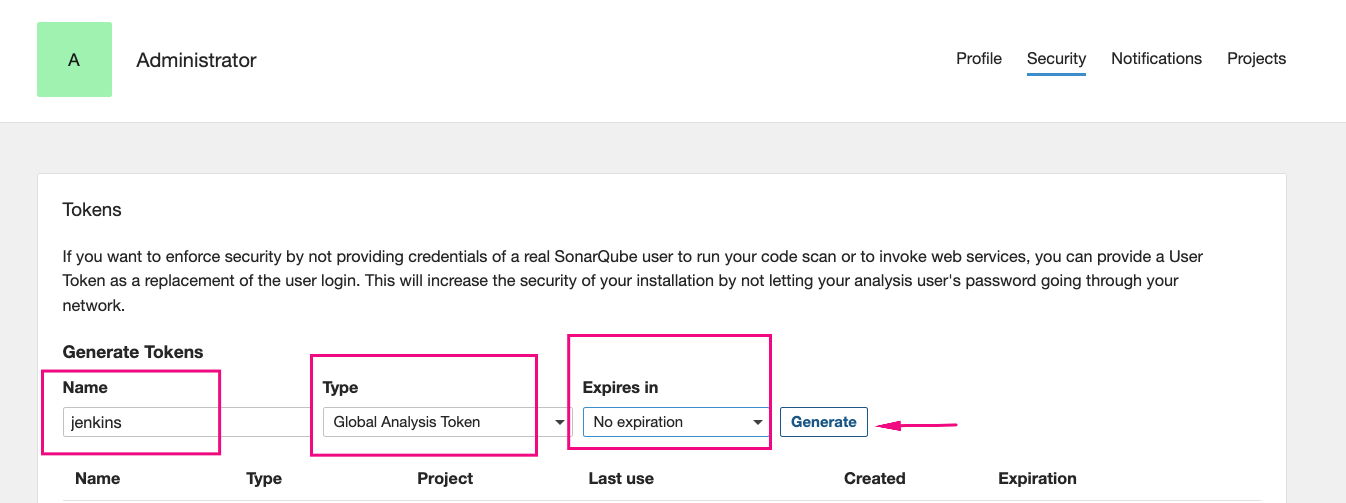 A
Administrator
Profile Security Notifications Projects
Tokens
If you want to enforce security by not providing credentials of a real SonarQube user to run your code scan or to invoke web services, you can provide a User
Token as a replacement of the user login. This will increase the security of your installation by not letting your analysis user's password going through your
network.
Generate Tokens
Name Type Expires in
jenkins Global Analysis Token No expiration Generate
Name Type Project Last use Created Expiration